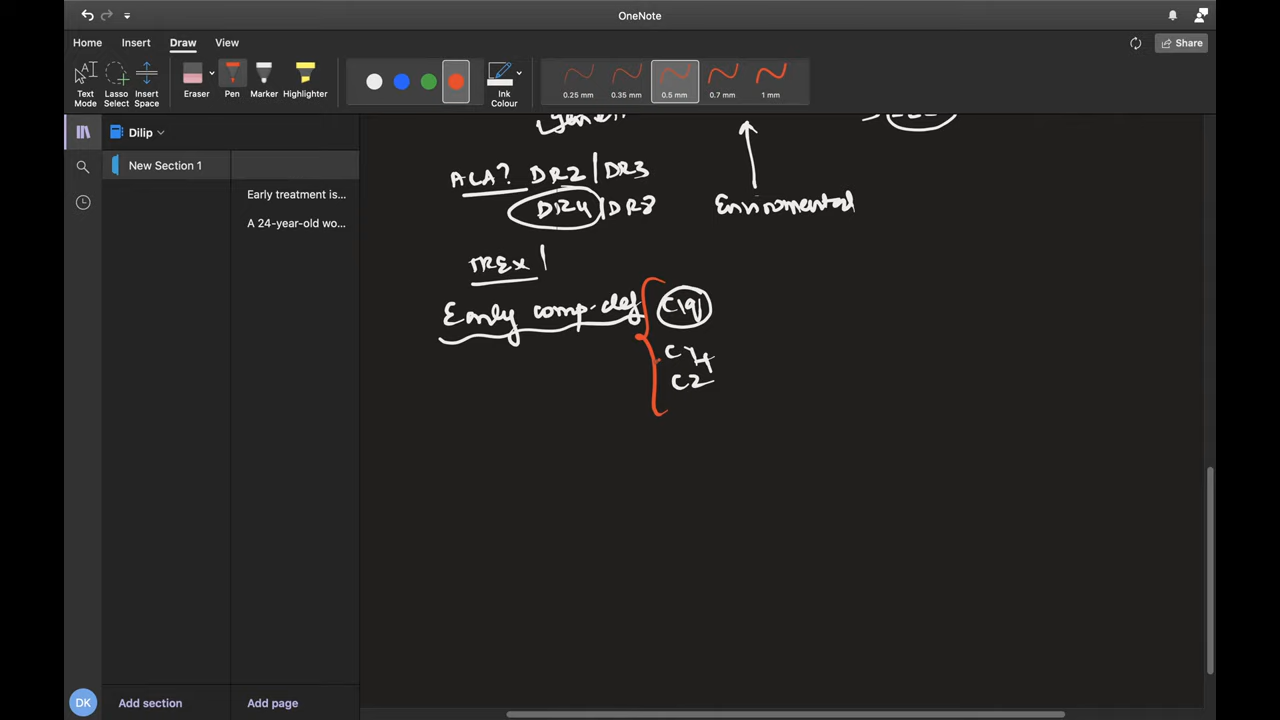 OneNote
Home Insert Draw View
Share
Text Mode
Lasso Select
Insert Space
Eraser
Pen
Marker
Highlighter
Ink Colour
0.25 mm
0.35 mm
0.5 mm
0.7 mm
1 mm
Dilip
New Section 1
Early treatment is...
A 24-year-old wo...
ACA? DR2 | DR3
DR4 | DR8
Enviromental
TREX 1
Early comp. def
C1q
C4
C2
DK
Add section
Add page